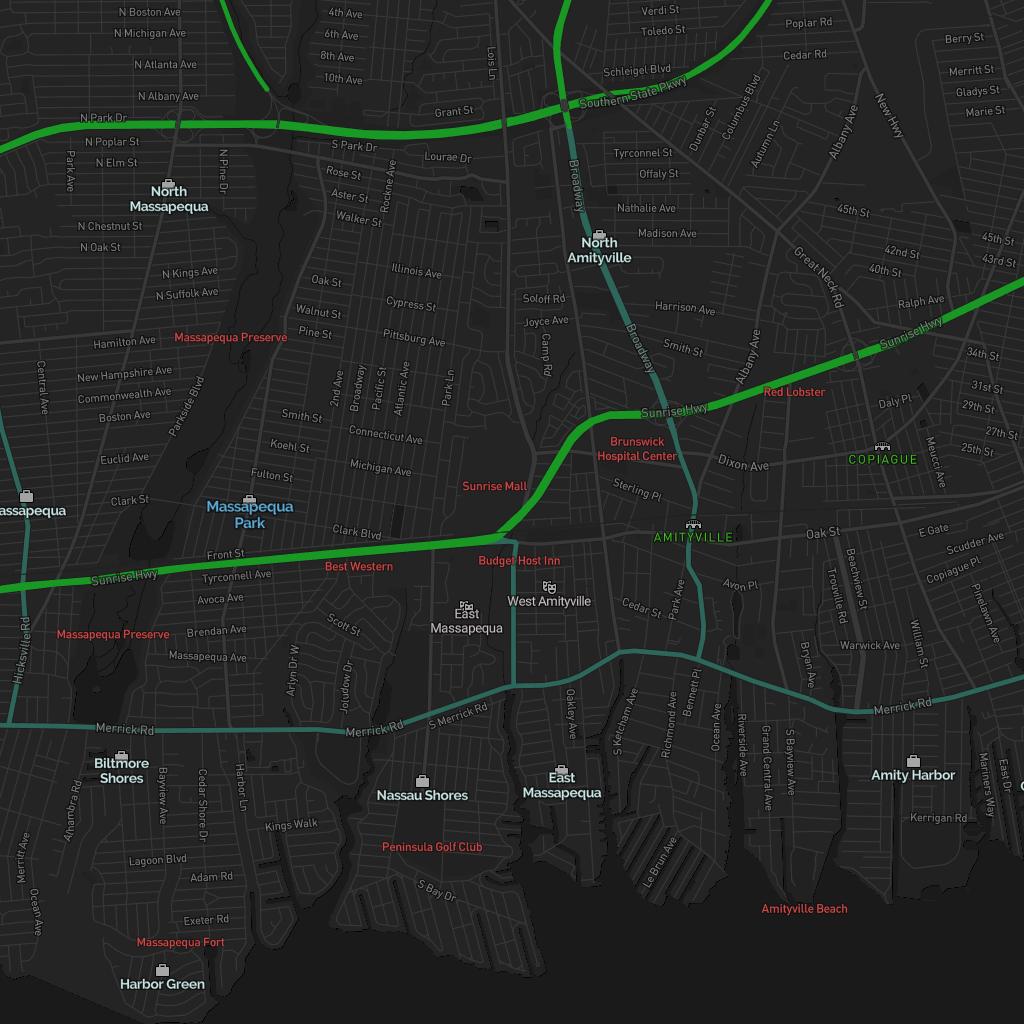 N Boston Ave
4th Ave
Verdi St
N Michigan Ave
6th Ave
Toledo St
Poplar Rd
Berry St
8th Ave
Lois Ln
Cedar Rd
N Atlanta Ave
10th Ave
Schleigel Blvd
Merritt St
N Albany Ave
Southern State Pkwy
Gladys St
Grant St
Marie St
N Park Dr
New Hwy
Columbus Blvd
Dunbar St
Albany Ave
Autumn Ln
N Poplar St
S Park Dr
Lourae Dr
Tyrconnel St
Park Ave
N Elm St
N Pine Dr
Rose St
Rockne Ave
Broadway
Offaly St
North
Massapequa
Aster St
Walker St
Nathalie Ave
45th St
N Chestnut St
Madison Ave
N Oak St
North
Amityville
45th St
42nd St
43rd St
N Kings Ave
Illinois Ave
40th St
Great Neck Rd
Oak St
N Suffolk Ave
Soloff Rd
Cypress St
Ralph Ave
Walnut St
Harrison Ave
Joyce Ave
Pine St
Pittsburg Ave
Sunrise Hwy
Massapequa Preserve
Hamilton Ave
Camp Rd
Broadway
Smith St
Albany Ave
34th St
Central Ave
New Hampshire Ave
2nd Ave
Broadway
Pacific St
Atlantic Ave
Park Ln
31st St
Commonwealth Ave
Parkside Blvd
Red Lobster
Daly Pl
29th St
Boston Ave
Smith St
Sunrise Hwy
Connecticut Ave
27th St
Koehl St
Brunswick
Hospital Center
25th St
Euclid Ave
Michigan Ave
Dixon Ave
COPIAGUE
Meucci Ave
Fulton St
Sunrise Mall
Sterling Pl
Clark St
assapequa
Massapequa
Park
Clark Blvd
AMITYVILLE
Oak St
E Gate
Scudder Ave
Front St
Sunrise Hwy
Tyrconnell Ave
Best Western
Budget Host Inn
Copiague Pl
Avon Pl
Beachview St
Trouville Rd
Pinelawn Ave
Avoca Ave
West Amityville
Park Ave
Cedar St
East
Massapequa
Scott St
Massapequa Preserve
Brendan Ave
Hicksville Rd
Massapequa Ave
Arlyn Dr W
Joludow Dr
Bryan Ave
Warwick Ave
William St
Bennett Pl
Merrick Rd
Merrick Rd
S Merrick Rd
Oakley Ave
S Ketcham Ave
Richmond Ave
Ocean Ave
Riverside Ave
Grand Central Ave
S Bayview Ave
Merrick Rd
Biltmore
Shores
Bayview Ave
Cedar Shore Dr
Harbor Ln
Nassau Shores
East
Massapequa
Amity Harbor
Mariners Way
East Dr
Alhambra Rd
Kings Walk
Kerrigan Rd
Merritt Ave
Peninsula Golf Club
Lagoon Blvd
Le Brun Ave
Adam Rd
S Bay Dr
Ocean Ave
Exeter Rd
Amityville Beach
Massapequa Fort
Harbor Green